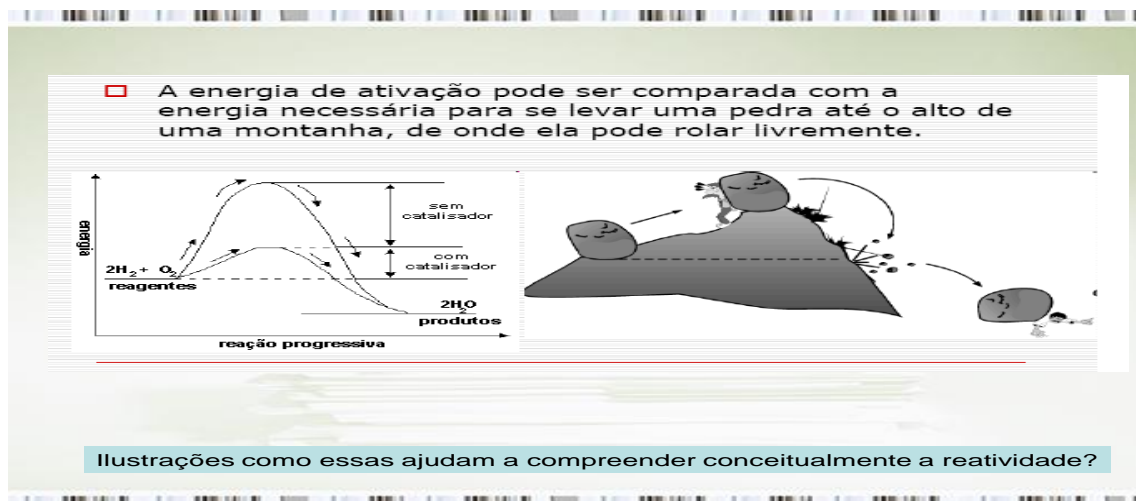 A energia de ativação pode ser comparada com a
energia necessária para se levar uma pedra até o alto de
uma montanha, de onde ela pode rolar livremente.
energia
sem
catalisador
com
catalisador
2H2 + O2
reagentes
2H2O
produtos
reação progressiva
Ilustrações como essas ajudam a compreender conceitualmente a reatividade?